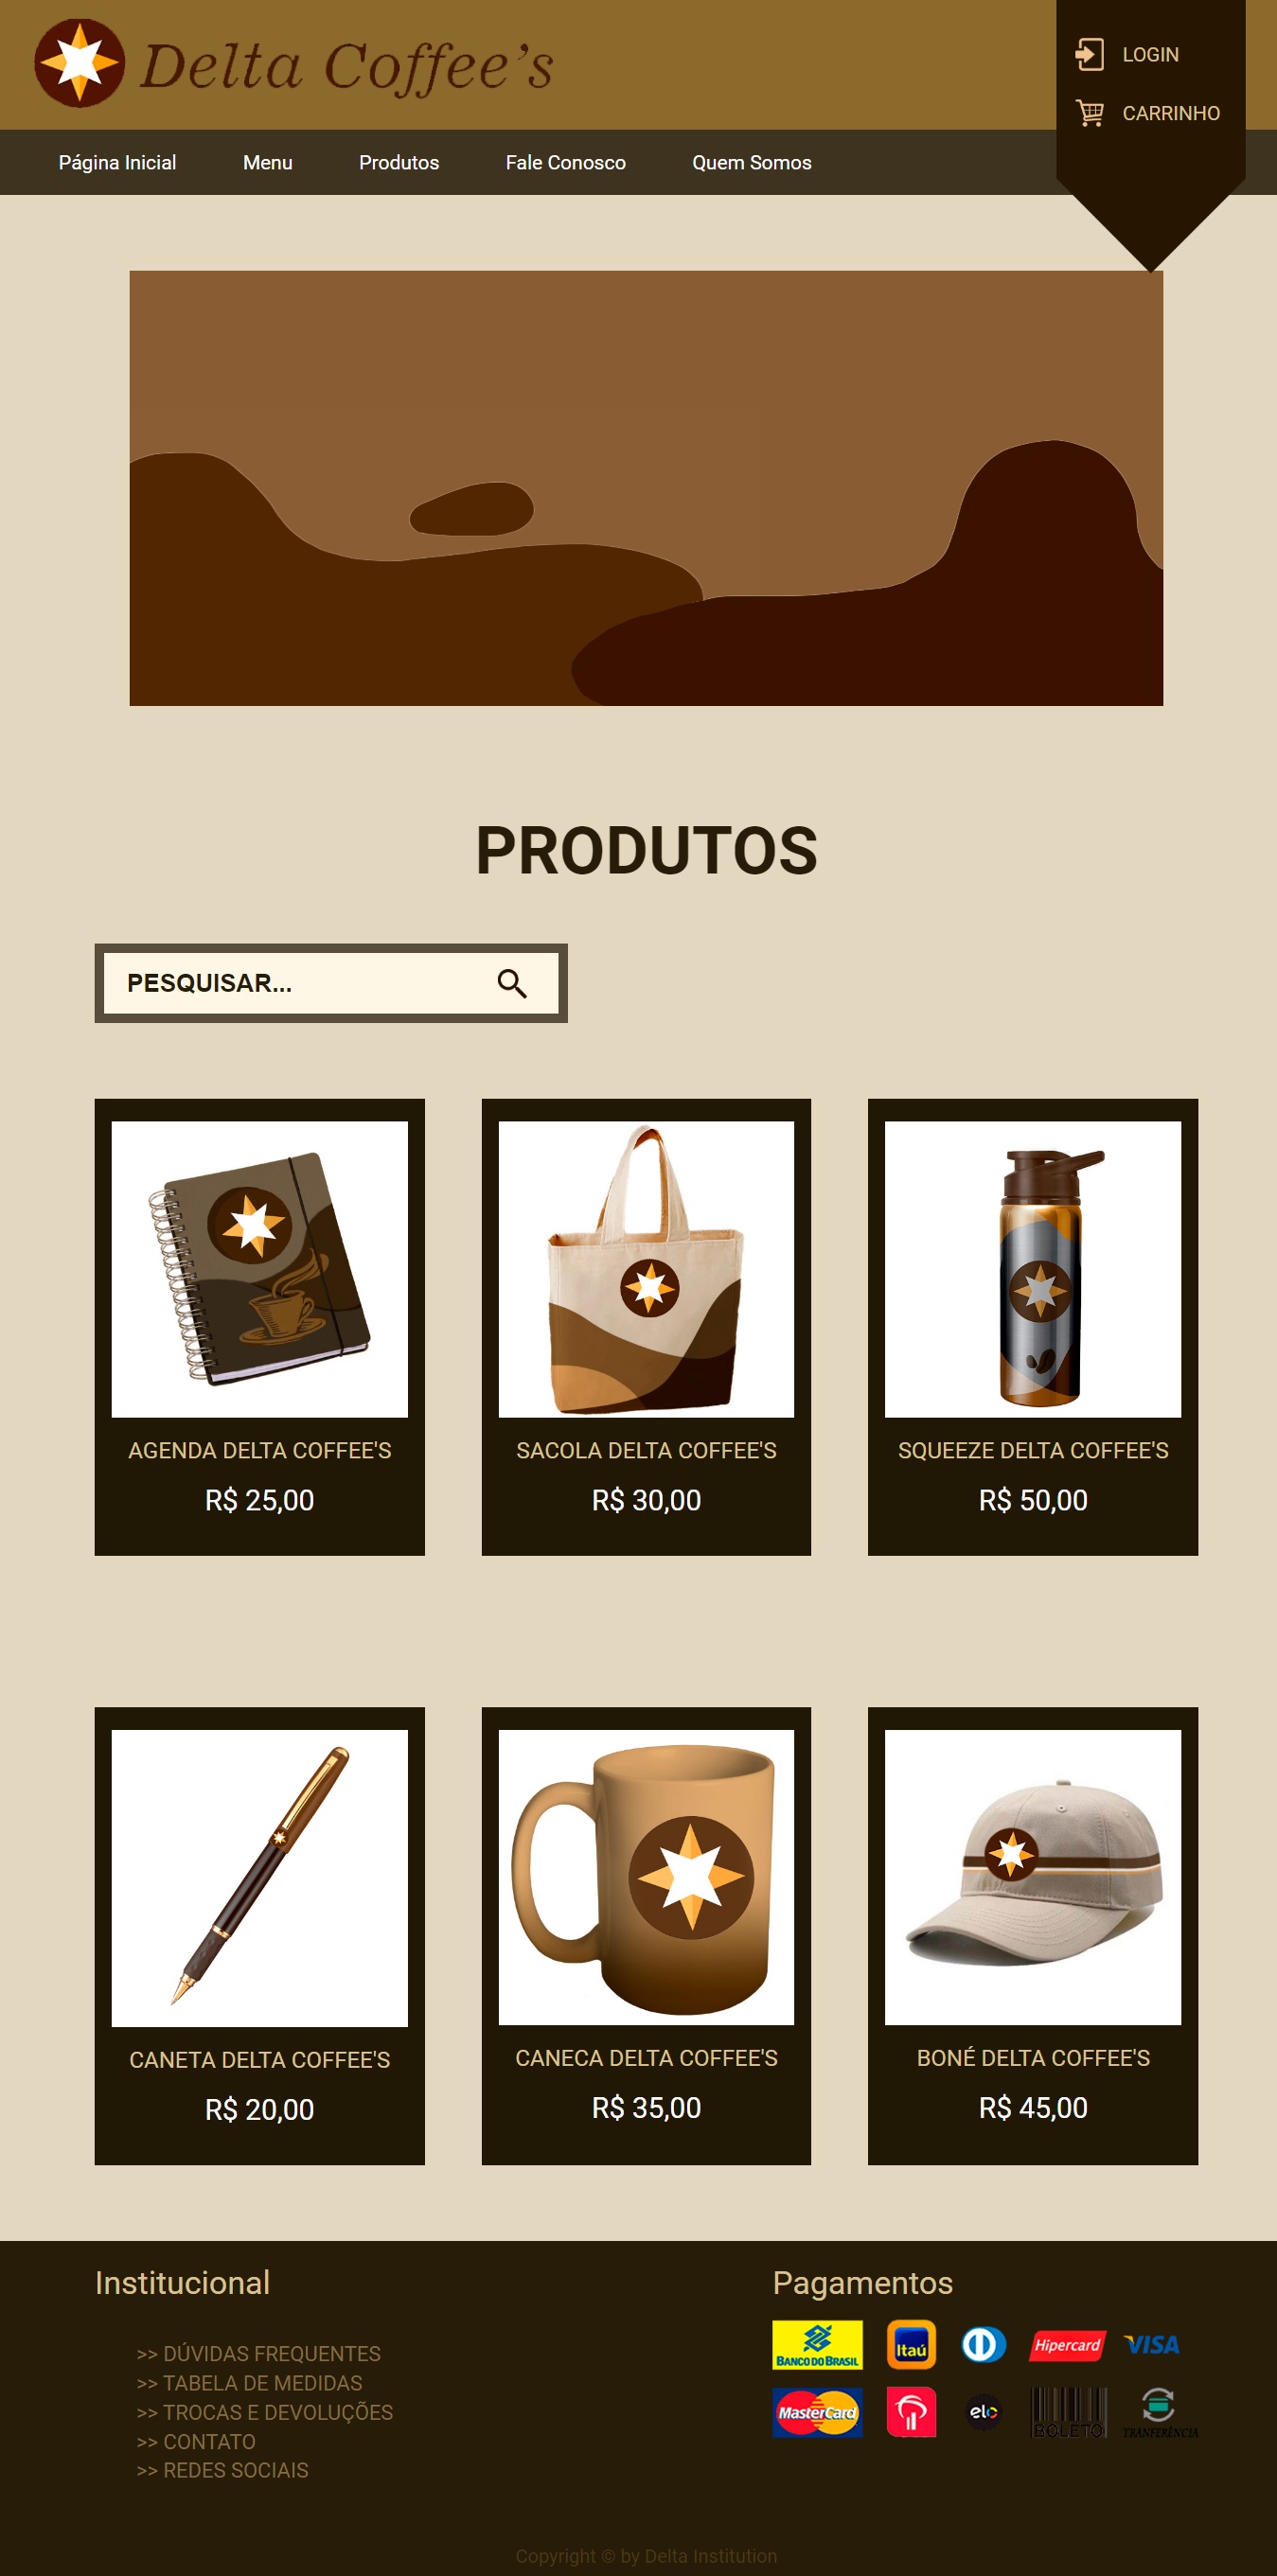 Delta Coffee's
LOGIN
CARRINHO
Página Inicial Menu Produtos Fale Conosco Quem Somos
PRODUTOS
PESQUISAR...
AGENDA DELTA COFFEE'S
R$ 25,00
SACOLA DELTA COFFEE'S
R$ 30,00
SQUEEZE DELTA COFFEE'S
R$ 50,00
CANETA DELTA COFFEE'S
R$ 20,00
CANECA DELTA COFFEE'S
R$ 35,00
BONÉ DELTA COFFEE'S
R$ 45,00
Institucional
>> DÚVIDAS FREQUENTES
>> TABELA DE MEDIDAS
>> TROCAS E DEVOLUÇÕES
>> CONTATO
>> REDES SOCIAIS
Pagamentos
BANCO DO BRASIL Itaú Hipercard VISA
MasterCard elo BOLETO TRANFERÊNCIA
Copyright © by Delta Institution